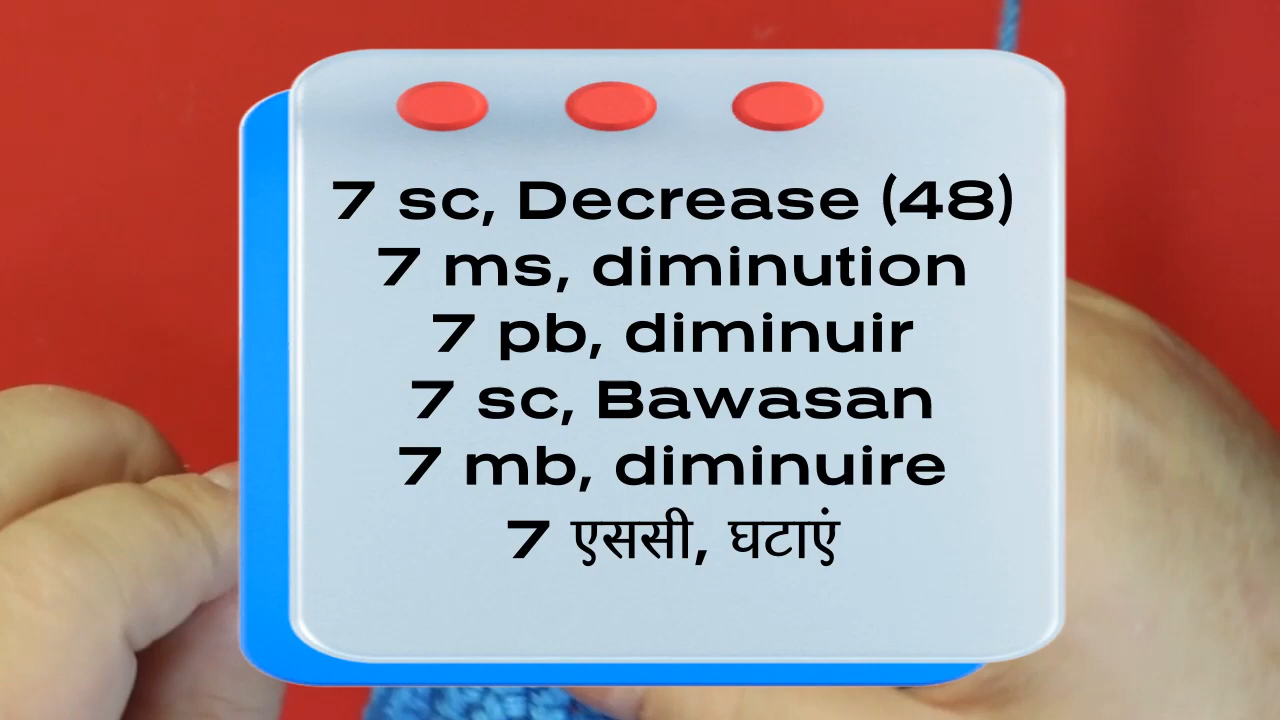 7 sc, Decrease (48)
7 ms, diminution
7 pb, diminuir
7 sc, Bawasan
7 mb, diminuire
7 एससी, घटाएं